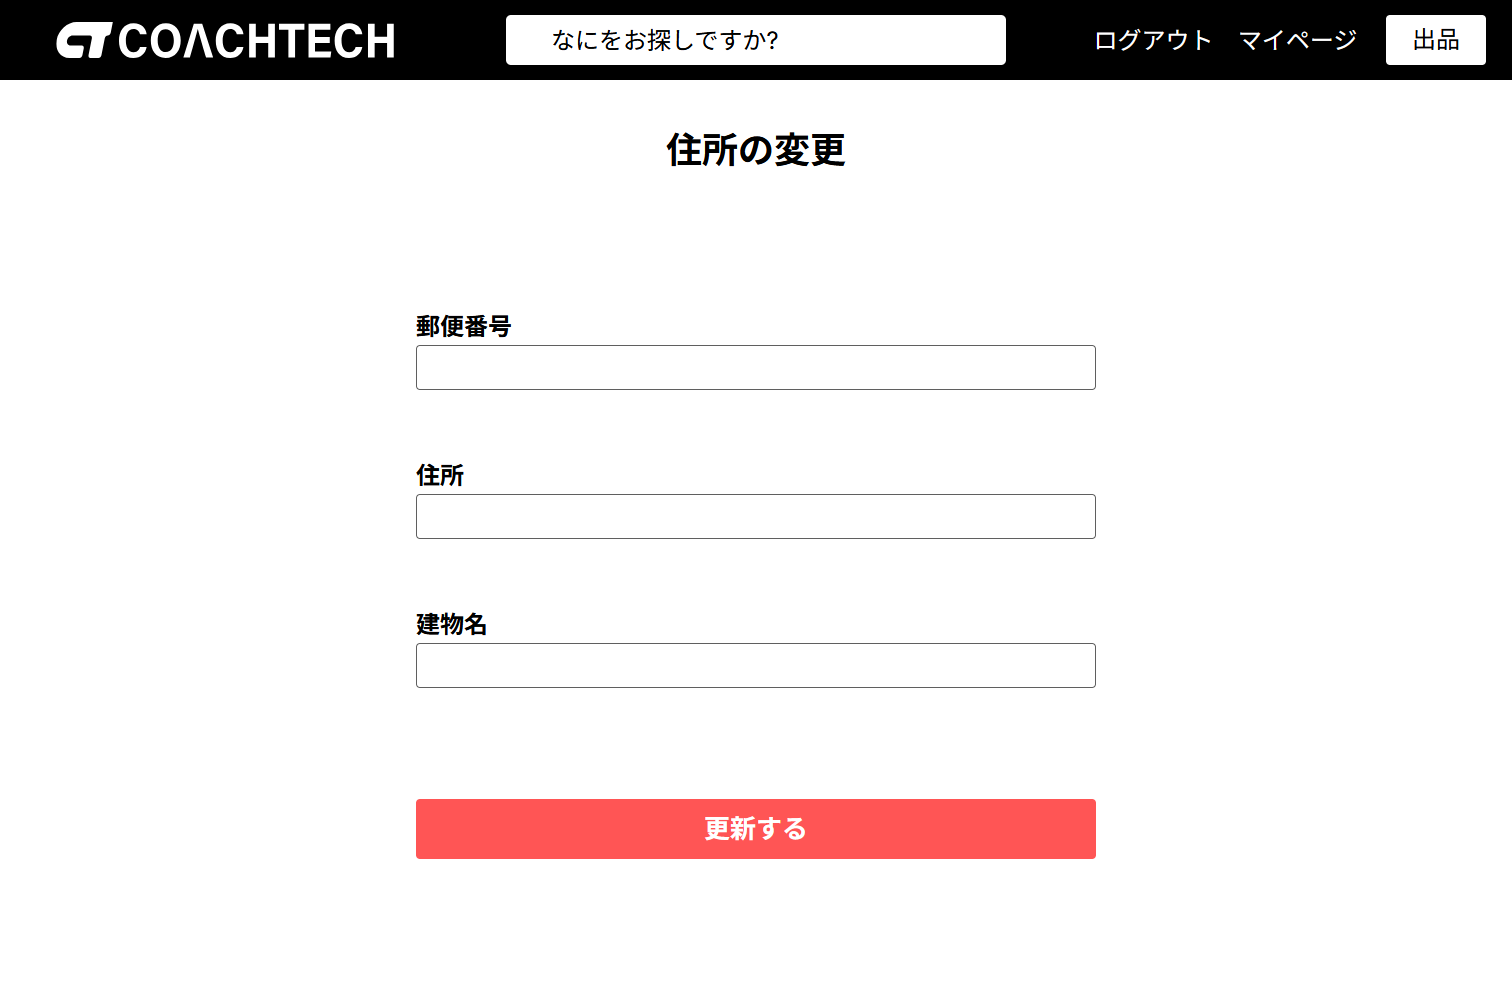 COACHTECH
なにをお探しですか?
ログアウト
マイページ
出品
住所の変更
郵便番号
住所
建物名
更新する